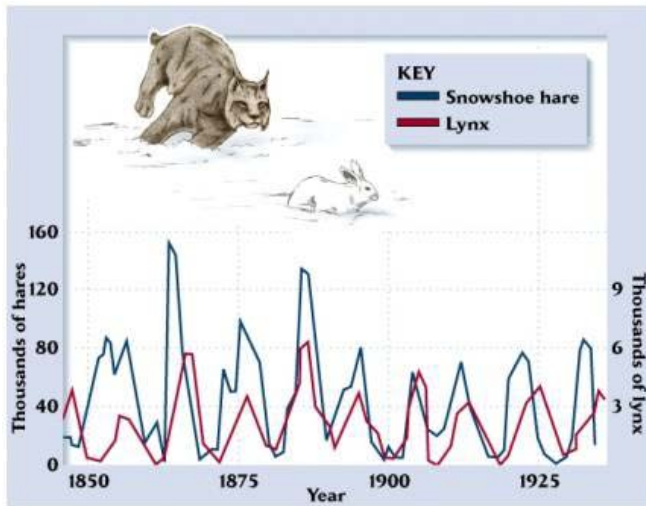 KEY
Snowshoe hare
Lynx
160
120
80
40
0
Thousands of hares
9
6
3
Thousands of lynx
1850 1875 1900 1925
Year